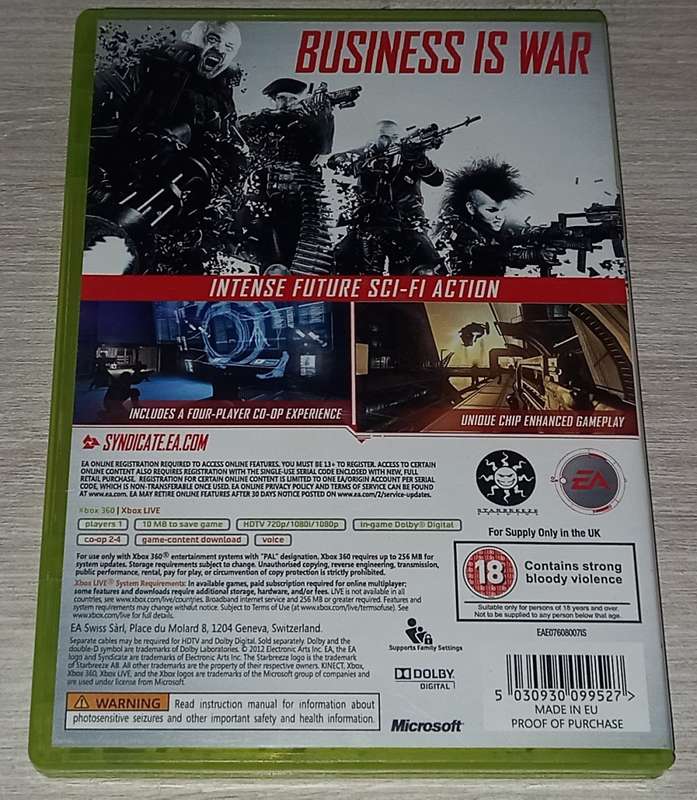 BUSINESS IS WAR
INTENSE FUTURE SCI-FI ACTION
INCLUDES A FOUR-PLAYER CO-OP EXPERIENCE
UNIQUE CHIP ENHANCED GAMEPLAY
SYNDICATE.EA.COM
EA ONLINE REGISTRATION REQUIRED TO ACCESS ONLINE FEATURES. YOU MUST BE 13+ TO REGISTER. ACCESS TO CERTAIN
ONLINE CONTENT ALSO REQUIRES REGISTRATION WITH THE SINGLE-USE SERIAL CODE ENCLOSED WITH NEW, FULL
RETAIL PURCHASE. REGISTRATION FOR CERTAIN ONLINE CONTENT IS LIMITED TO ONE EA/ORIGIN ACCOUNT PER SERIAL
CODE, WHICH IS NON-TRANSFERABLE ONCE USED. EA ONLINE PRIVACY POLICY AND TERMS OF SERVICE CAN BE FOUND
AT www.ea.com. EA MAY RETIRE ONLINE FEATURES AFTER 30 DAYS NOTICE POSTED ON www.ea.com/2/service-updates.
STARBREEZE
EA
Xbox 360 | Xbox LIVE
players 1
10 MB to save game
HDTV 720p/1080i/1080p
in-game Dolby® Digital
co-op 2-4
game-content download
voice
For Supply Only in the UK
For use only with Xbox 360® entertainment systems with "PAL" designation. Xbox 360 requires up to 256 MB for
system updates. Storage requirements subject to change. Unauthorised copying, reverse engineering, transmission,
public performance, rental, pay for play, or circumvention of copy protection is strictly prohibited.
Xbox LIVE® System Requirements: In available games, paid subscription required for online multiplayer;
some features and downloads require additional storage, hardware, and/or fees. LIVE is not available in all
countries, see www.xbox.com/live/countries. Broadband internet service and 256 MB or greater required. Features and
system requirements may change without notice. Subject to Terms of Use (at www.xbox.com/live/termsofuse). See
www.xbox.com/live for full details.
18
Contains strong
bloody violence
Suitable only for persons of 18 years and over.
Not to be supplied to any person below that age.
EAE07608007IS
EA Swiss Sàrl, Place du Molard 8, 1204 Geneva, Switzerland.
Separate cables may be required for HDTV and Dolby Digital. Sold separately. Dolby and the
double-D symbol are trademarks of Dolby Laboratories. © 2012 Electronic Arts Inc. EA, the EA
logo and Syndicate are trademarks of Electronic Arts Inc. The Starbreeze logo is the trademark
of Starbreeze AB. All other trademarks are the property of their respective owners. KINECT, Xbox,
Xbox 360, Xbox LIVE, and the Xbox logos are trademarks of the Microsoft group of companies and
are used under license from Microsoft.
Supports Family Settings
DOLBY
DIGITAL
WARNING
Read instruction manual for information about
photosensitive seizures and other important safety and health information.
Microsoft
5 030930 099527 >
MADE IN EU
PROOF OF PURCHASE